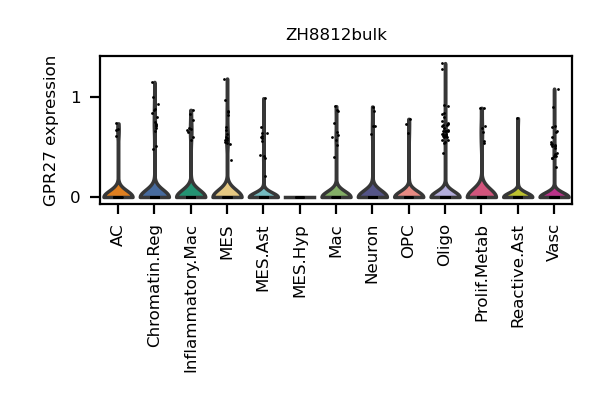 ZH8812bulk
GPR27 expression
1
0
AC
Chromatin.Reg
Inflammatory.Mac
MES
MES.Ast
MES.Hyp
Mac
Neuron
OPC
Oligo
Prolif.Metab
Reactive.Ast
Vasc